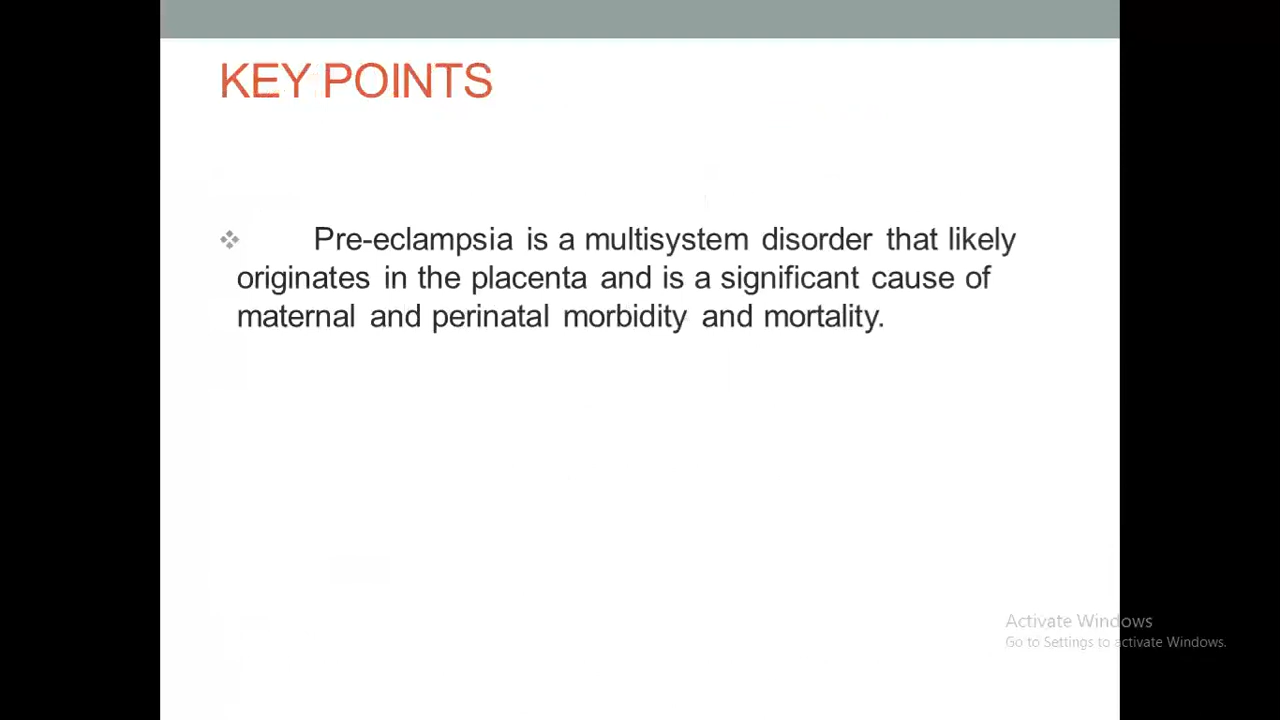 KEY POINTS
❖ Pre-eclampsia is a multisystem disorder that likely
originates in the placenta and is a significant cause of
maternal and perinatal morbidity and mortality.
Activate Windows
Go to Settings to activate Windows.